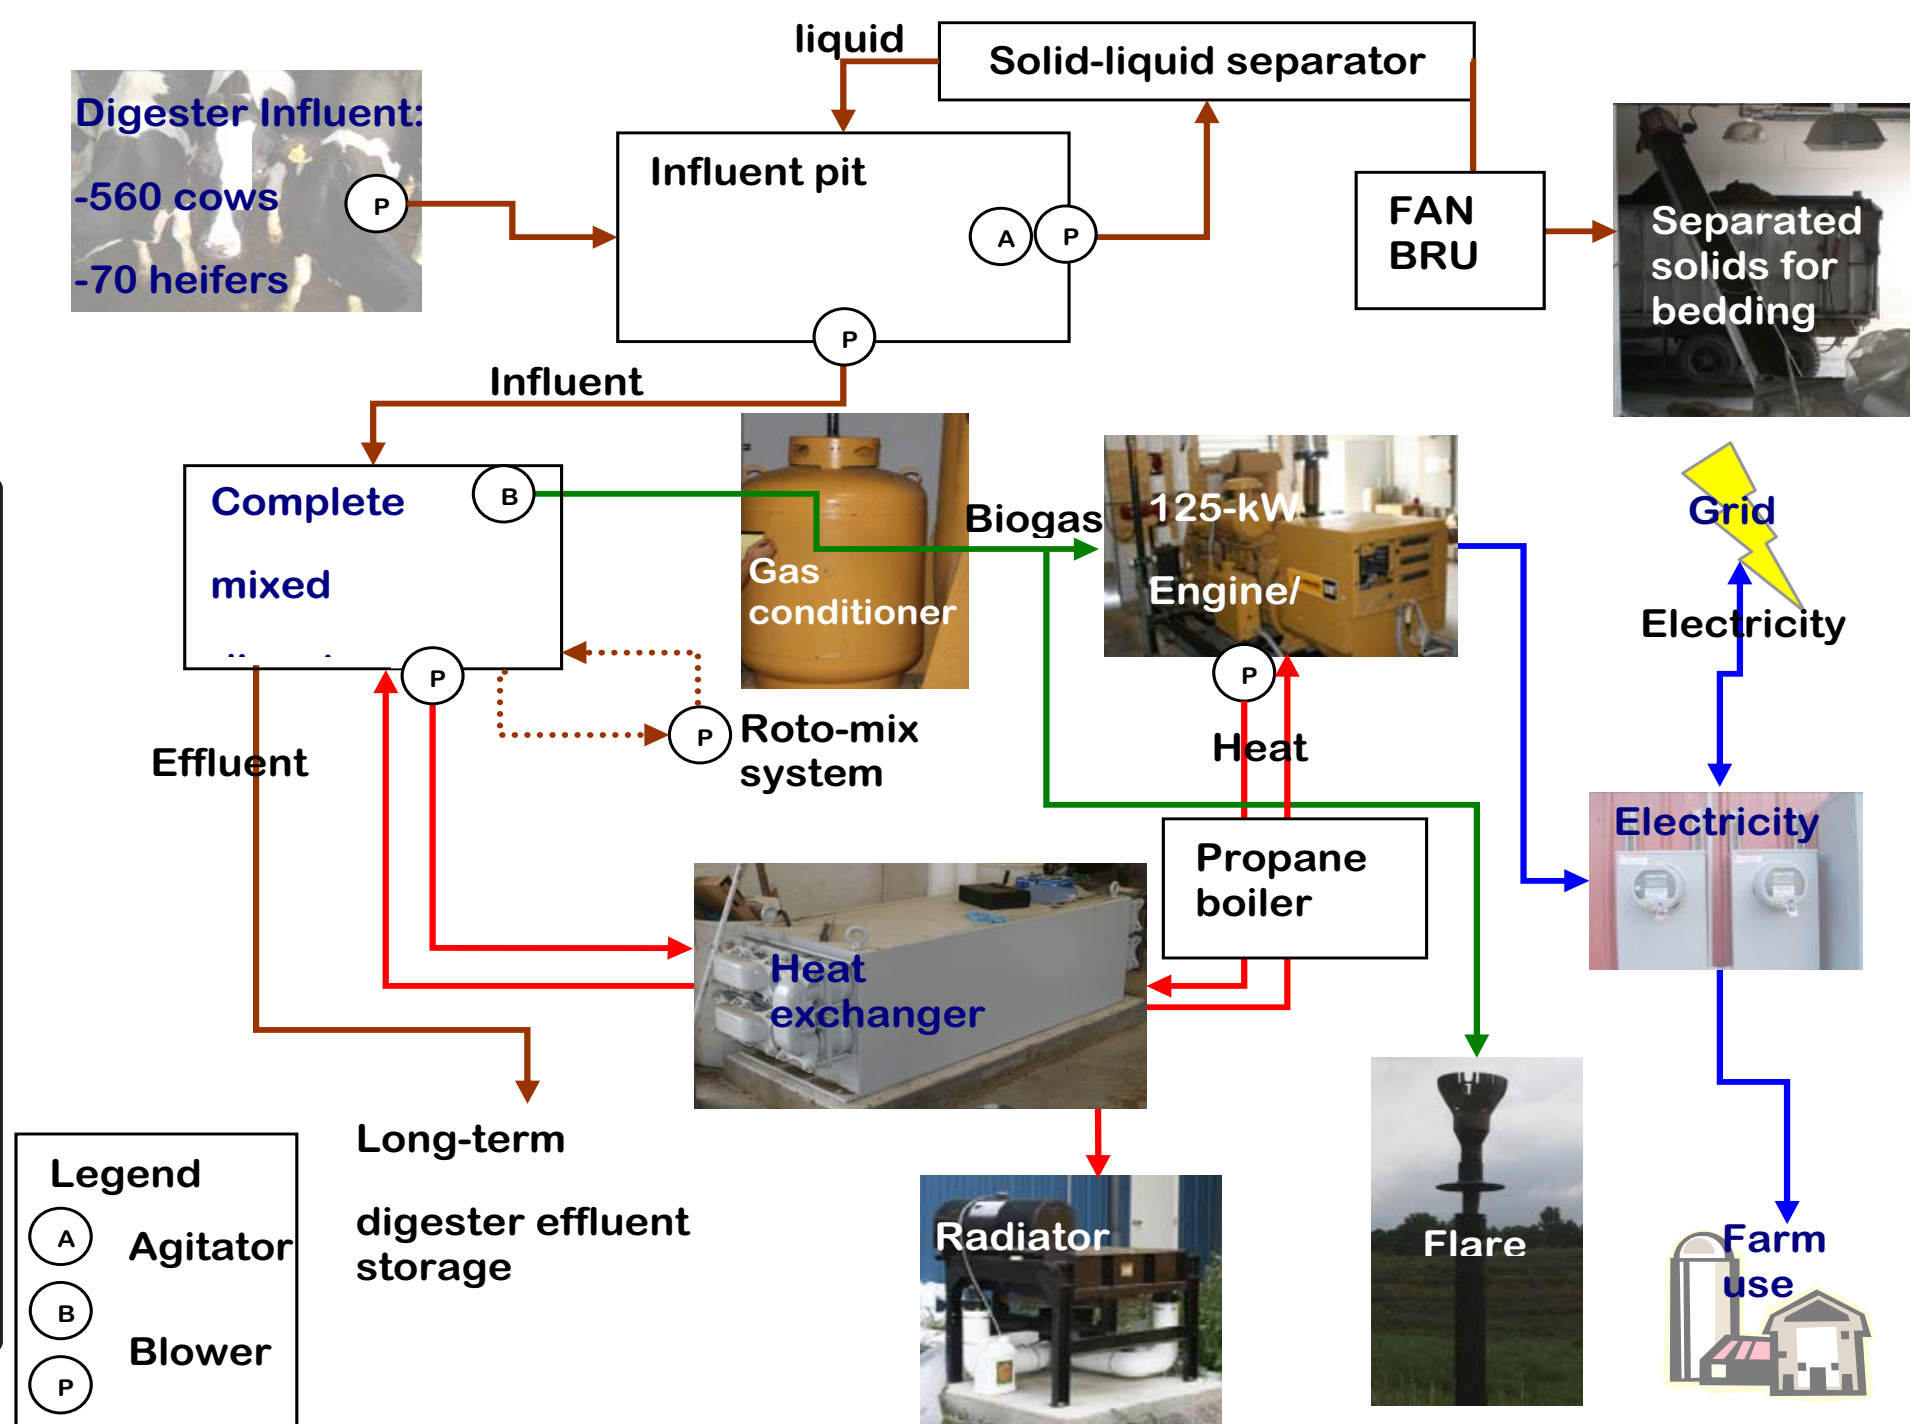 liquid
Solid-liquid separator
Digester Influent:
-560 cows
-70 heifers
P
Influent pit
A
P
P
FAN
BRU
Separated
solids for
bedding
Influent
Complete
mixed
B
P
Gas
conditioner
Biogas
125-kW
Engine/
P
Heat
Grid
Electricity
Effluent
P
Roto-mix
system
Propane
boiler
Electricity
Heat
exchanger
Long-term
digester effluent
storage
Radiator
Flare
Farm
use
Legend
A Agitator
B
Blower
P